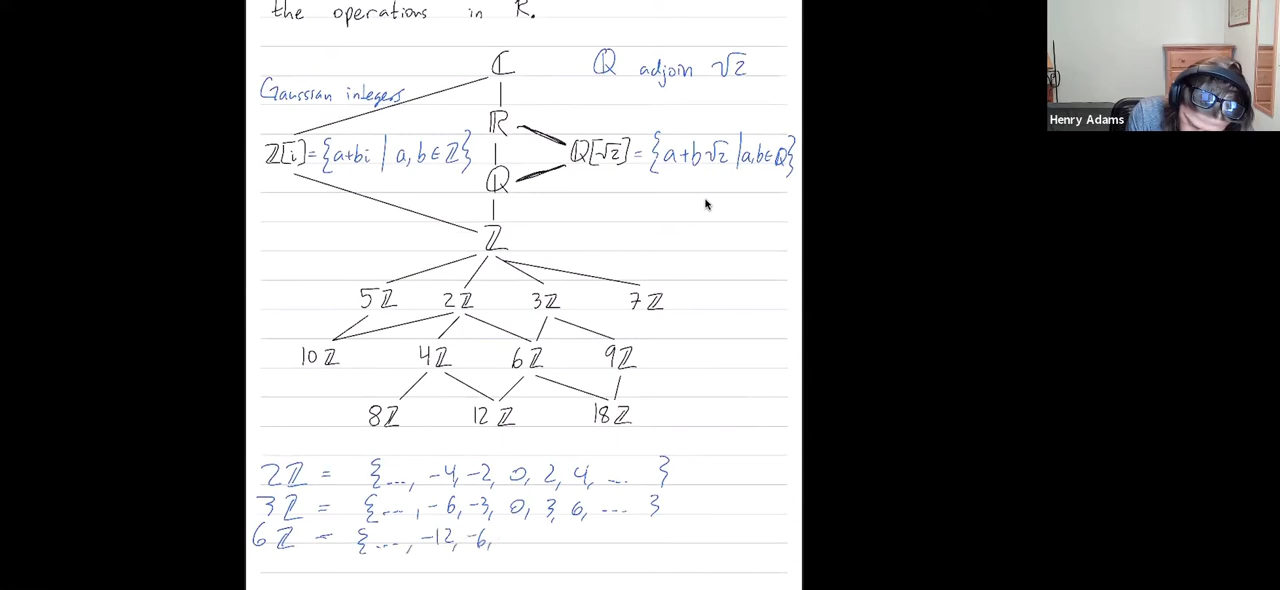 the operations in R.
ℂ
ℚ adjoin √2
Gaussian integers
ℝ
ℤ[i] = {a+bi | a, b ∈ ℤ}
ℚ[√2] = {a+b√2 | a, b ∈ ℚ}
ℚ
ℤ
5ℤ 2ℤ 3ℤ 7ℤ
10ℤ 4ℤ 6ℤ 9ℤ
8ℤ 12ℤ 18ℤ
2ℤ = {..., -4, -2, 0, 2, 4, ... }
3ℤ = {..., -6, -3, 0, 3, 6, ... }
6ℤ = {..., -12, -6,
Henry Adams